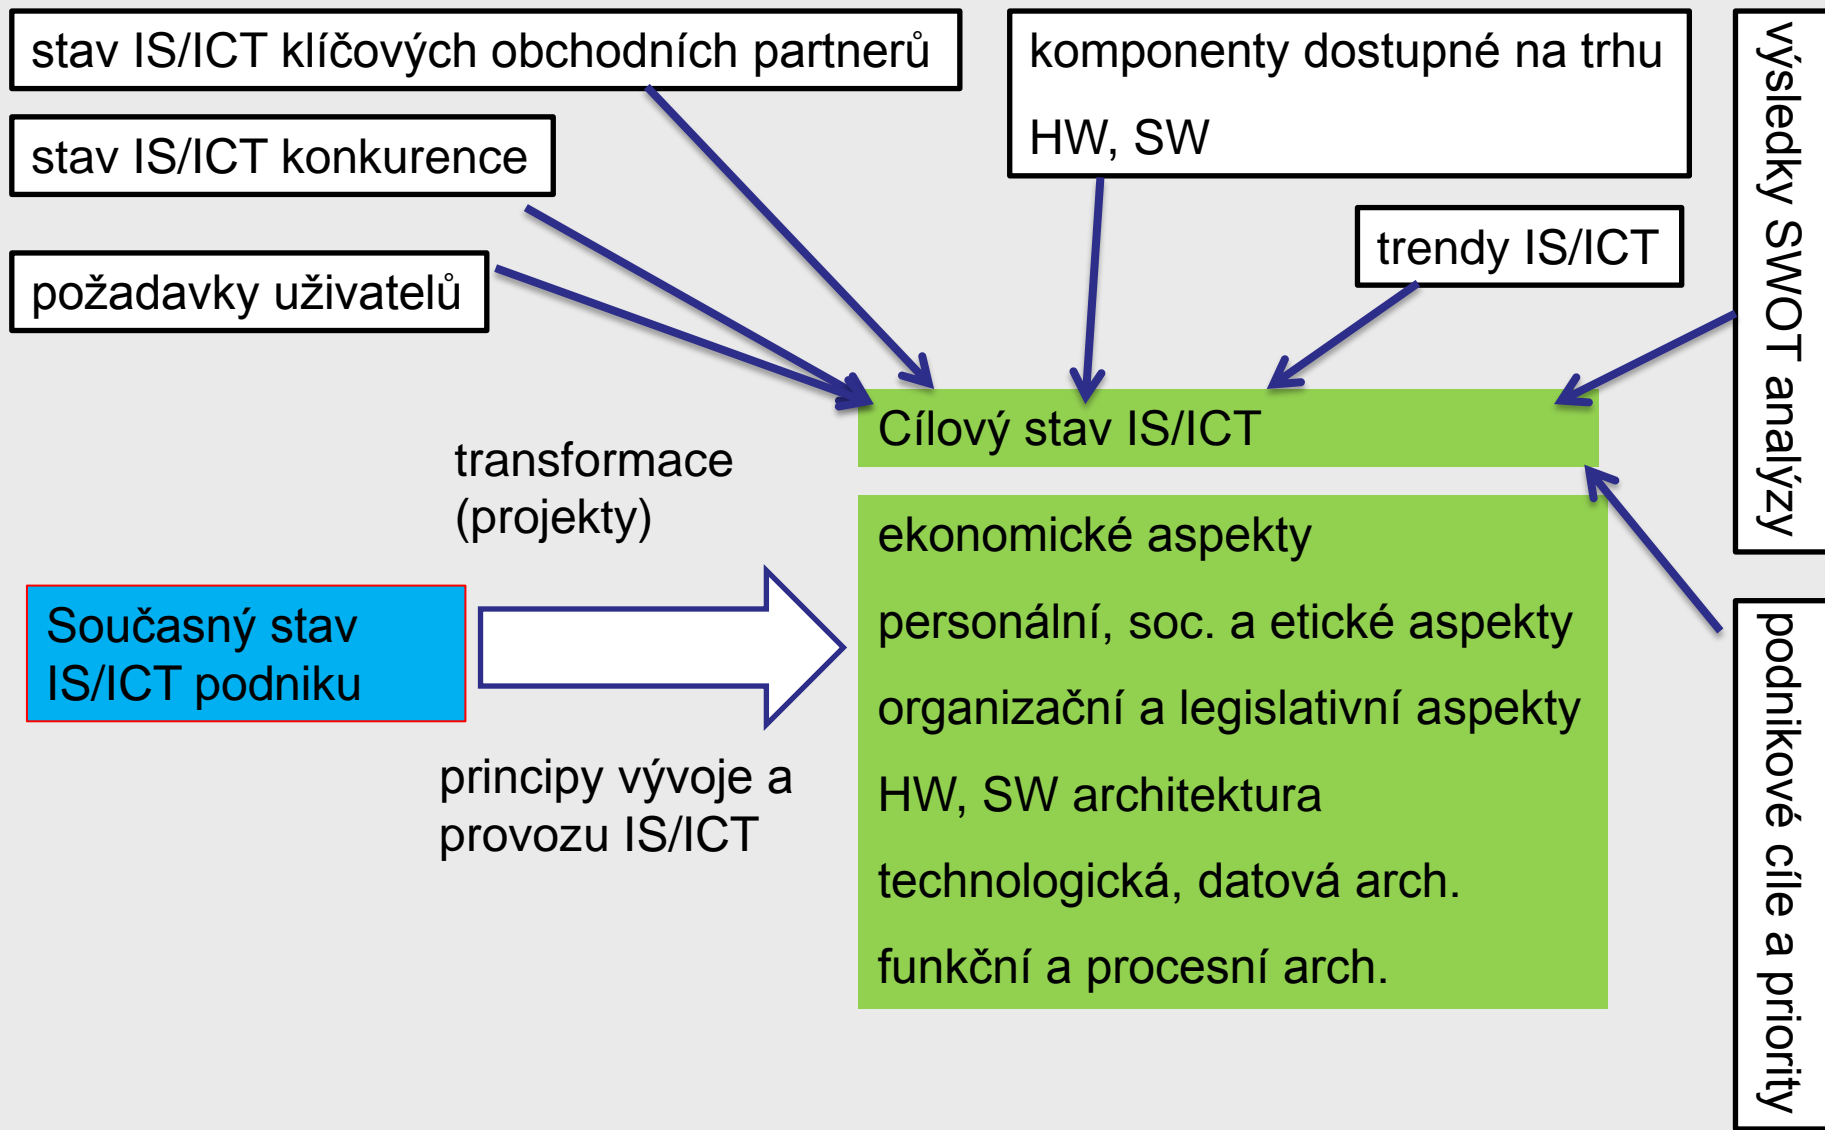 stav IS/ICT klíčových obchodních partnerů
stav IS/ICT konkurence
požadavky uživatelů
komponenty dostupné na trhu
HW, SW
trendy IS/ICT
výsledky SWOT analýzy
podnikové cíle a priority
Cílový stav IS/ICT
transformace
(projekty)
Současný stav
IS/ICT podniku
principy vývoje a
provozu IS/ICT
ekonomické aspekty
personální, soc. a etické aspekty
organizační a legislativní aspekty
HW, SW architektura
technologická, datová arch.
funkční a procesní arch.